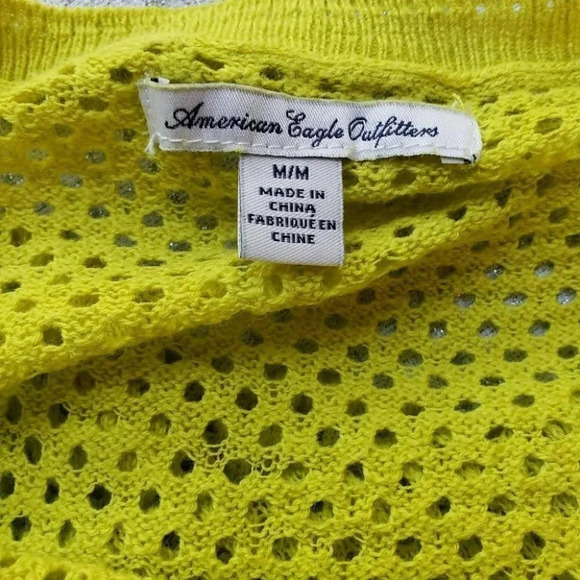 American Eagle Outfitters
M/M
MADE IN
CHINA
FABRIQUÉ EN
CHINE